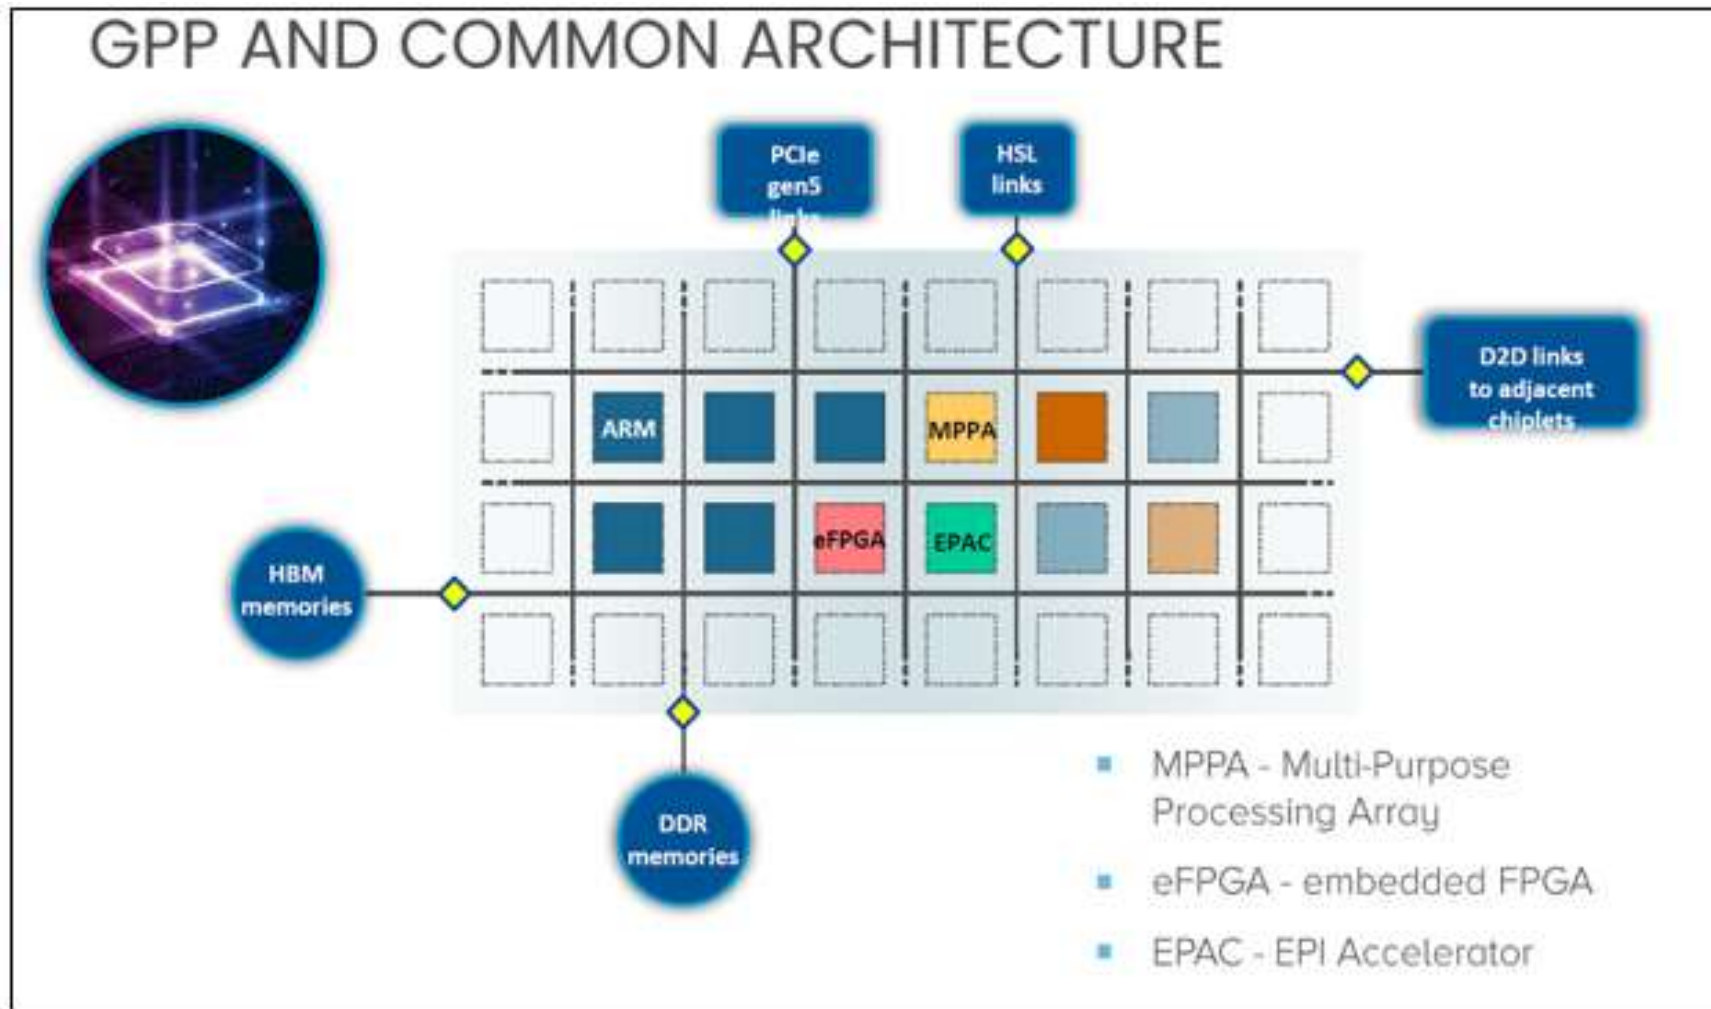 GPP AND COMMON ARCHITECTURE
PCIe
gen5
links
HSL
links
D2D links
to adjacent
chiplets
ARM
MPPA
eFPGA
EPAC
HBM
memories
DDR
memories
MPPA - Multi-Purpose
Processing Array
eFPGA - embedded FPGA
EPAC - EPI Accelerator